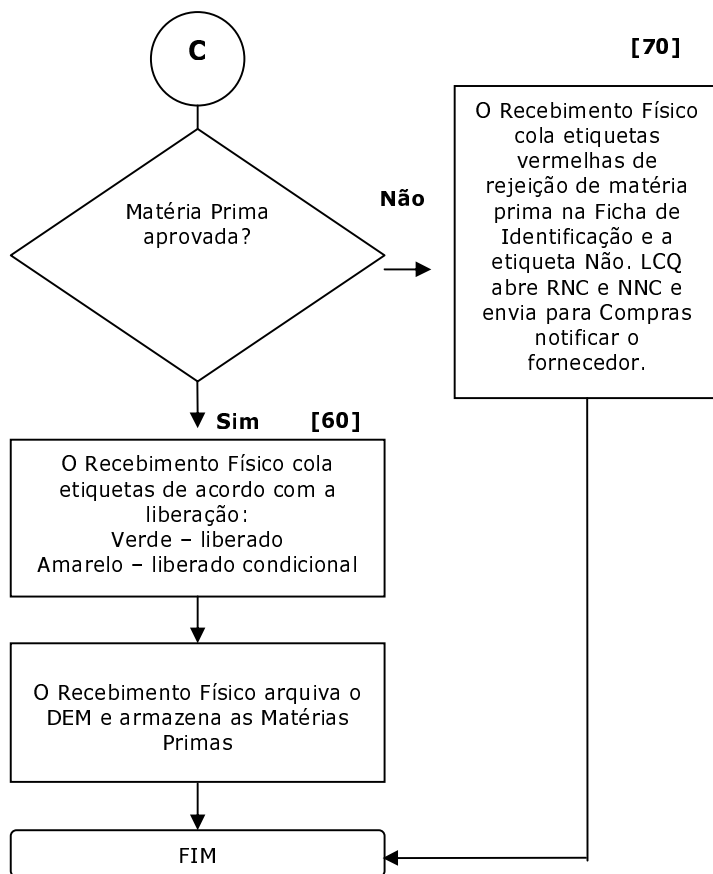 C
[70]
Matéria Prima
aprovada?
Não
O Recebimento Físico
cola etiquetas
vermelhas de
rejeição de matéria
prima na Ficha de
Identificação e a
etiqueta Não. LCQ
abre RNC e NNC e
envia para Compras
notificar o
fornecedor.
Sim [60]
O Recebimento Físico cola
etiquetas de acordo com a
liberação:
Verde – liberado
Amarelo – liberado condicional
O Recebimento Físico arquiva o
DEM e armazena as Matérias
Primas
FIM